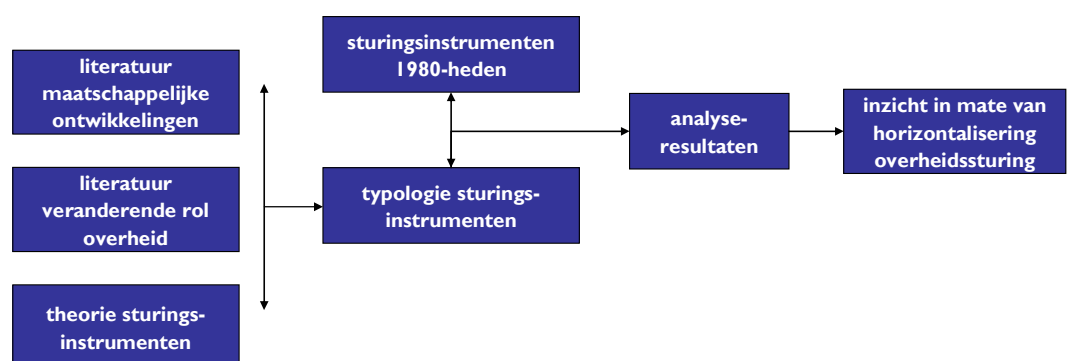 literatuur
maatschappelijke
ontwikkelingen
literatuur
veranderende rol
overheid
theorie sturings-
instrumenten
sturingsinstrumenten
1980-heden
typologie sturings-
instrumenten
analyse-
resultaten
inzicht in mate van
horizontalisering
overheidssturing